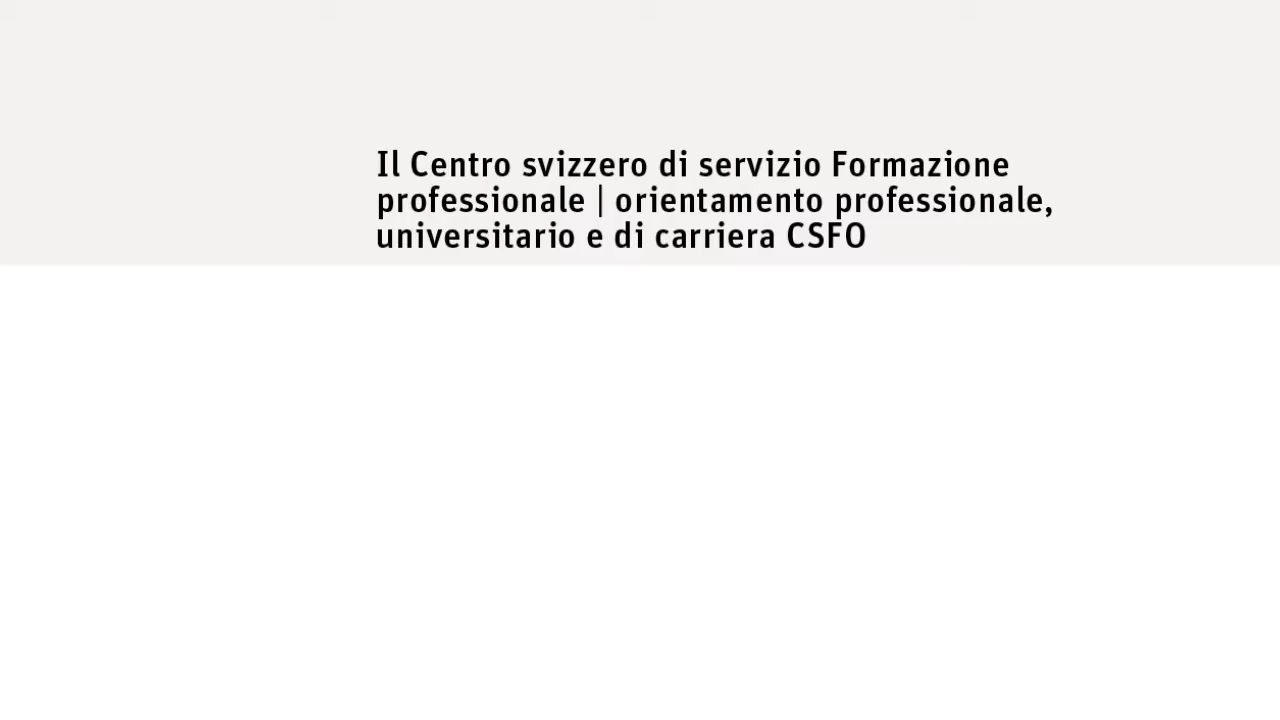 Il Centro svizzero di servizio Formazione
professionale | orientamento professionale,
universitario e di carriera CSFO